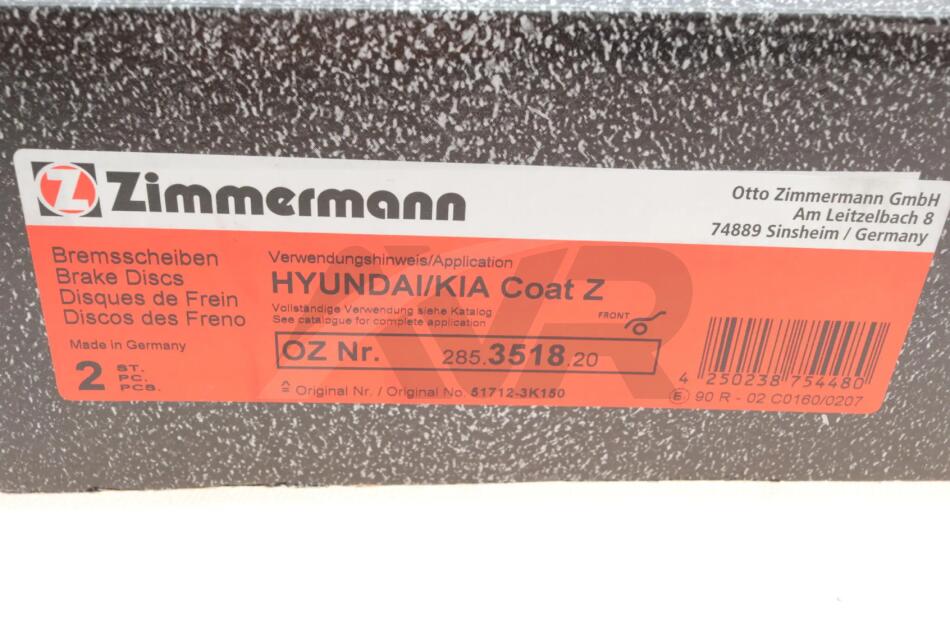 Z Zimmermann
Otto Zimmermann GmbH
Am Leitzelbach 8
74889 Sinsheim / Germany
Bremsscheiben
Brake Discs
Disques de Frein
Discos des Freno
Made in Germany
2 ST.
PC.
PCS.
Verwendungshinweis/Application
HYUNDAI/KIA Coat Z
Vollständige Verwendung siehe Katalog
See catalogue for complete application
FRONT
OZ Nr. 285.3518.20
≙ Original Nr. / Original No. 51712-3K150
4 250238 754480
E 90 R - 02 C0160/0207
AVR